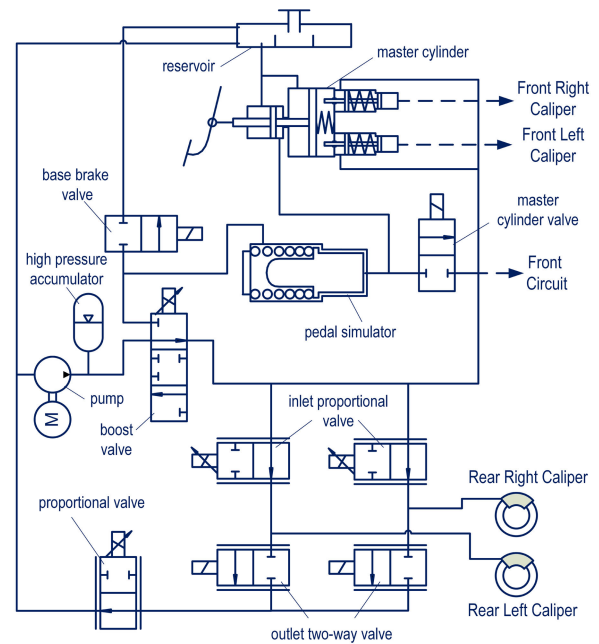 reservoir
master cylinder
Front Right
Caliper
Front Left
Caliper
base brake
valve
master
cylinder valve
high pressure
accumulator
Front
Circuit
pedal simulator
pump
M
boost
valve
inlet proportional
valve
Rear Right Caliper
proportional valve
Rear Left Caliper
outlet two-way valve